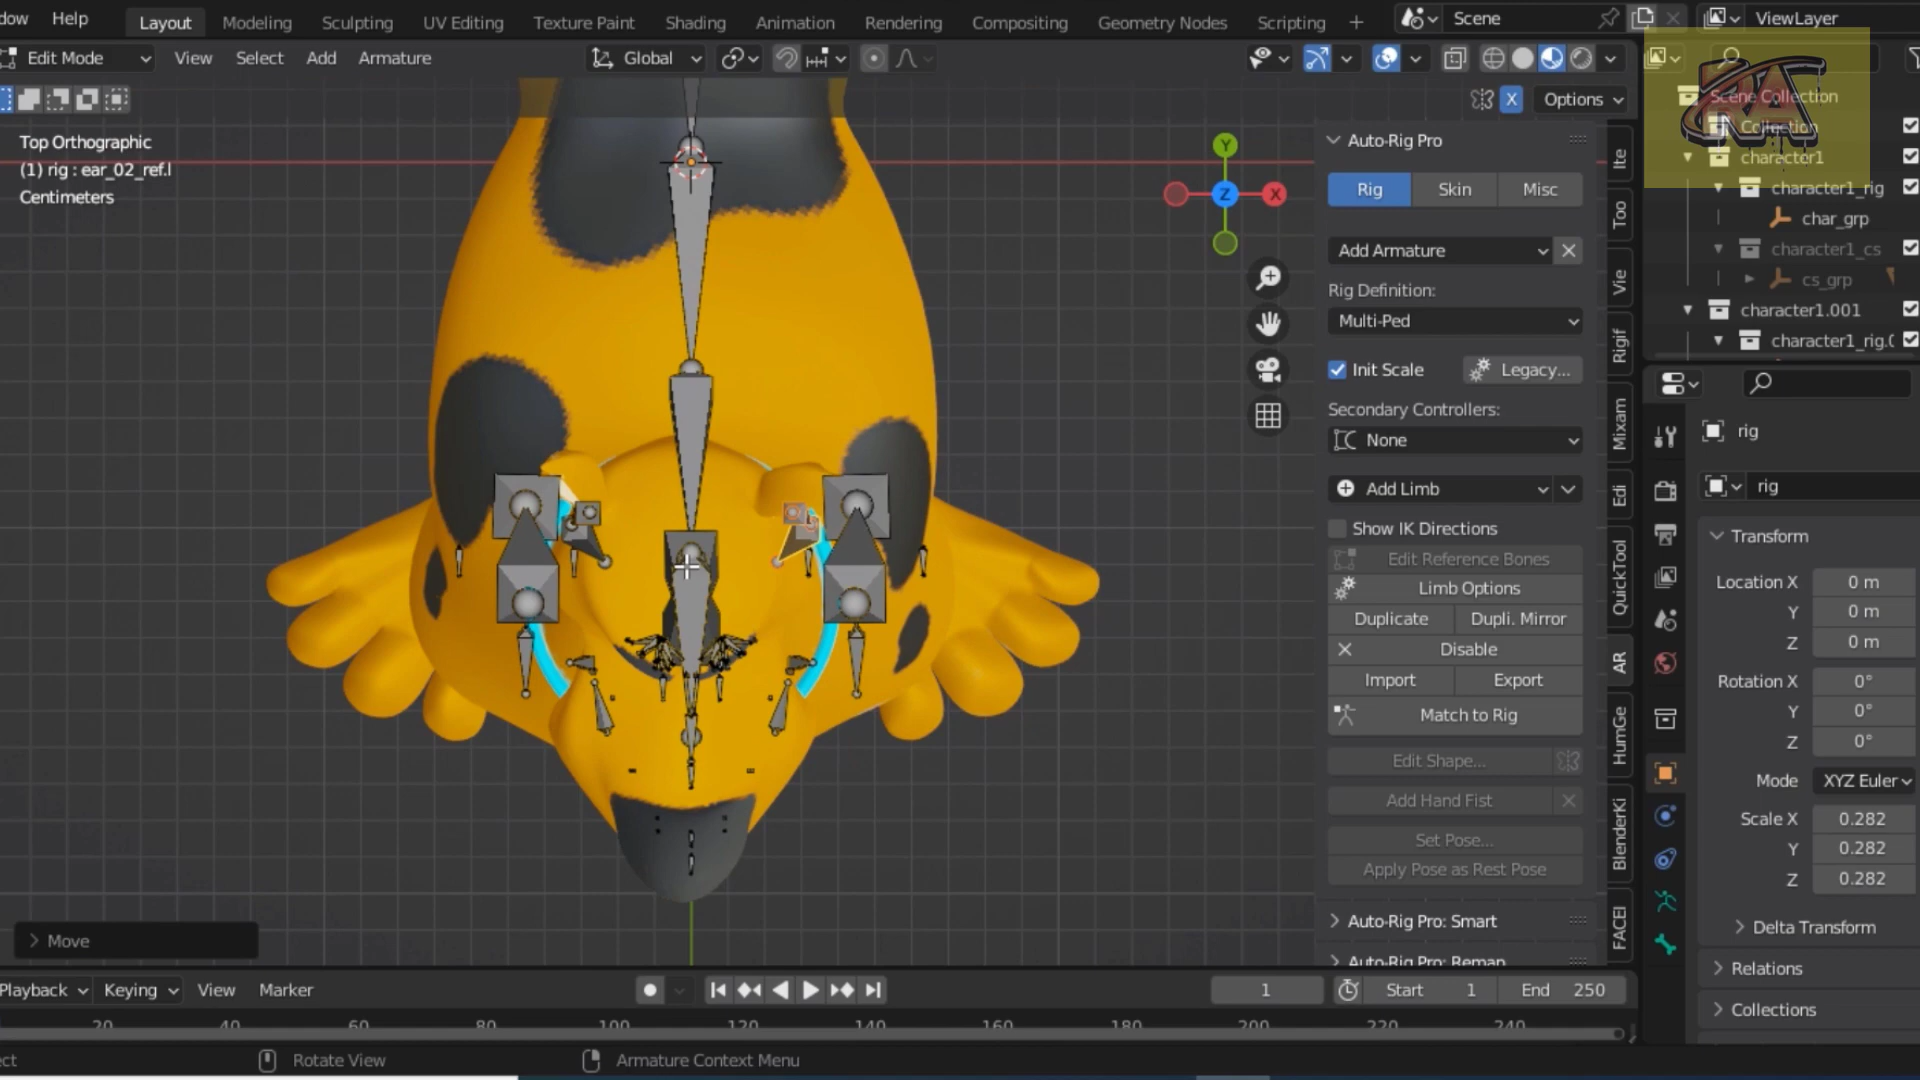 dow Help Layout Modeling Sculpting UV Editing Texture Paint Shading Animation Rendering Compositing Geometry Nodes Scripting + Scene ViewLayer
Edit Mode View Select Add Armature Global
X Options
Top Orthographic
(1) rig : ear_02_ref.l
Centimeters
Y
Z
X
Auto-Rig Pro
Rig Skin Misc
Add Armature
Rig Definition:
Multi-Ped
Init Scale Legacy...
Secondary Controllers:
None
Add Limb
Show IK Directions
Edit Reference Bones
Limb Options
Duplicate Dupli. Mirror
Disable
Import Export
Match to Rig
Edit Shape...
Add Hand Fist
Set Pose...
Apply Pose as Rest Pose
Auto-Rig Pro: Smart
Auto-Rig Pro: Remap
Ite
Too
Vie
Rigif
Mixam
Edi
QuickTool
AR
HumGe
BlenderKi
FACEI
RA
Scene Collection
Collection
character1
character1_rig
char_grp
character1_cs
cs_grp
character1.001
character1_rig.0
rig
rig
Transform
Location X 0 m
Y 0 m
Z 0 m
Rotation X 0°
Y 0°
Z 0°
Mode XYZ Euler
Scale X 0.282
Y 0.282
Z 0.282
Delta Transform
Relations
Collections
Move
Playback Keying View Marker 1 Start 1 End 250
20 40 60 80 100 120 140 160 180 200 220 240
ect Rotate View Armature Context Menu